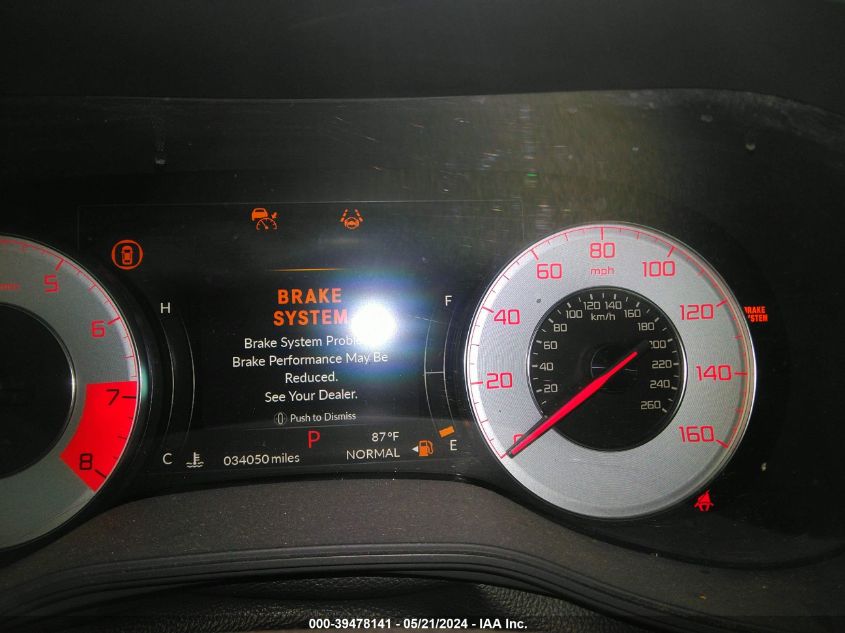 BRAKE
SYSTEM
Brake System
Brake Performance May Be
Reduced.
See Your Dealer.
Push to Dismiss
H
C
F
E
P
87°F
NORMAL
034050 miles
5
6
7
8
0
20
40
60
80
100
120
140
160
mph
km/h
20
40
60
80
100
120
140
160
180
200
220
240
260
BRAKE
SYSTEM
000-39478141 - 05/21/2024 - IAA Inc.